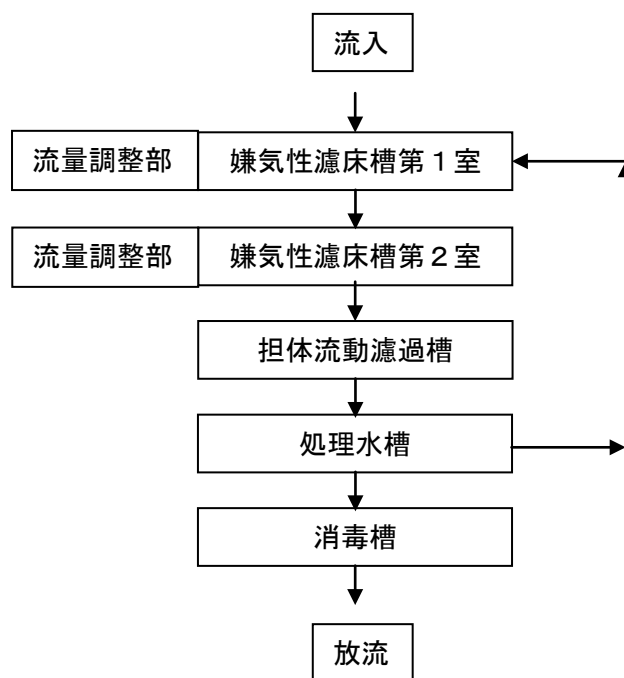 流入
流量調整部 嫌気性濾床槽第１室
流量調整部 嫌気性濾床槽第２室
担体流動濾過槽
処理水槽
消毒槽
放流